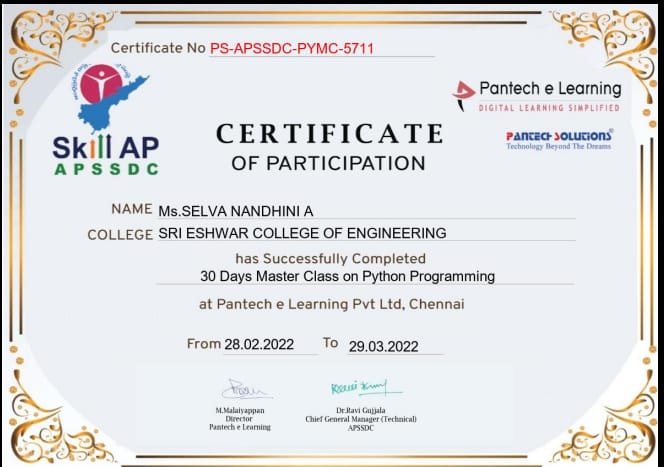 Certificate No PS-APSSDC-PYMC-5711
Skill AP
APSSDC
Pantech e Learning
DIGITAL LEARNING SIMPLIFIED
PANTECH SOLUTIONS
Technology Beyond The Dreams
CERTIFICATE
OF PARTICIPATION
NAME Ms.SELVA NANDHINI A
COLLEGE SRI ESHWAR COLLEGE OF ENGINEERING
has Successfully Completed
30 Days Master Class on Python Programming
at Pantech e Learning Pvt Ltd, Chennai
From 28.02.2022 To 29.03.2022
M.Malaiyappan
Director
Pantech e Learning
Dr.Ravi Gujjala
Chief General Manager (Technical)
APSSDC